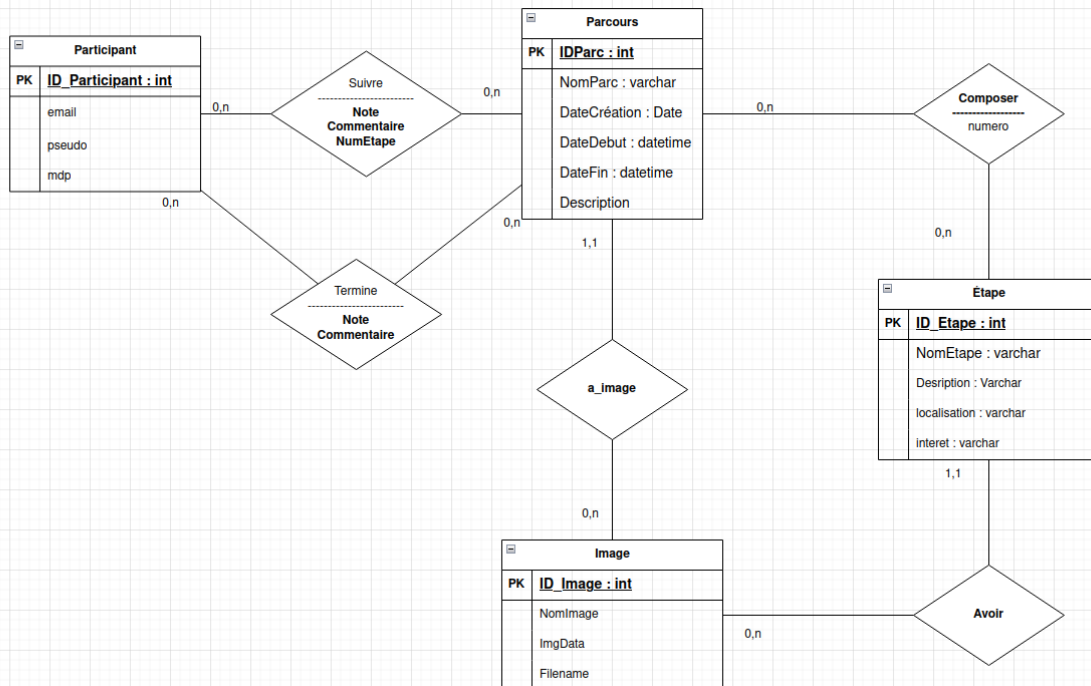 Participant
PK ID_Participant : int
email
pseudo
mdp
0,n
Suivre
Note
Commentaire
NumEtape
0,n
Parcours
PK IDParc : int
NomParc : varchar
DateCréation : Date
DateDebut : datetime
DateFin : datetime
Description
0,n
Composer
numero
0,n
0,n
Termine
Note
Commentaire
0,n
1,1
a_image
0,n
Étape
PK ID_Etape : int
NomEtape : varchar
Desription : Varchar
localisation : varchar
interet : varchar
1,1
Avoir
0,n
Image
PK ID_Image : int
NomImage
ImgData
Filename